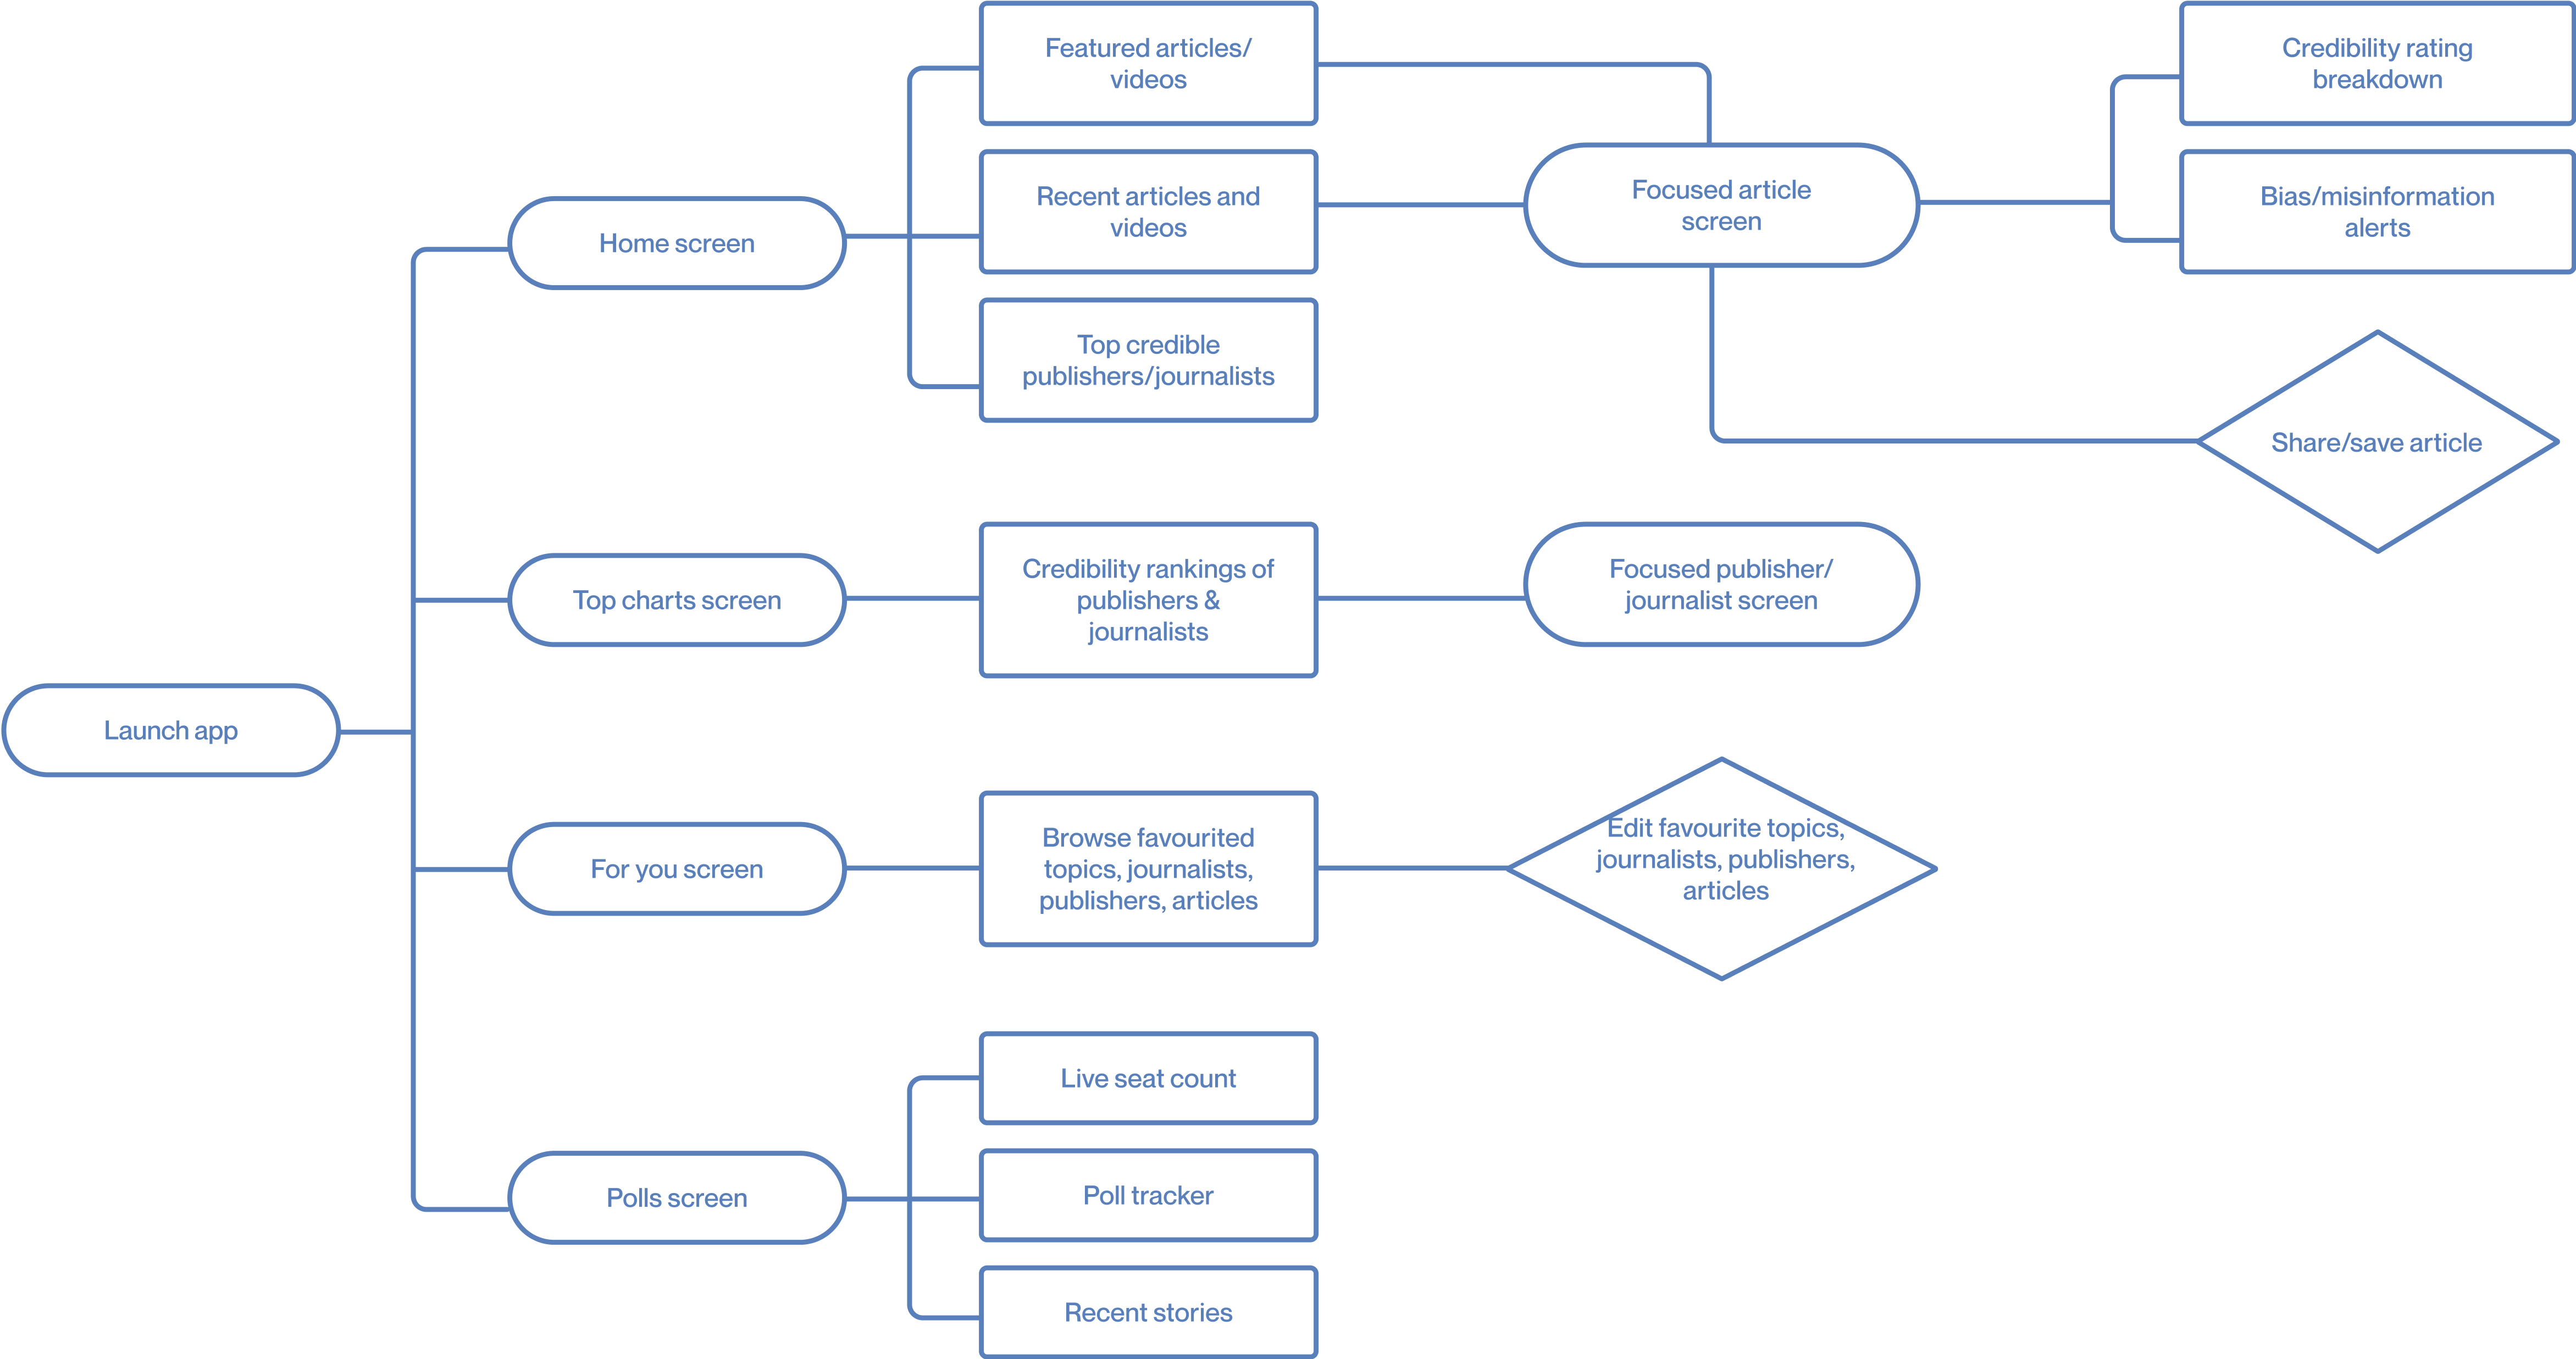 Launch app
Home screen
Featured articles/
videos
Recent articles and
videos
Top credible
publishers/journalists
Focused article
screen
Credibility rating
breakdown
Bias/misinformation
alerts
Share/save article
Top charts screen
Credibility rankings of
publishers &
journalists
Focused publisher/
journalist screen
For you screen
Browse favourited
topics, journalists,
publishers, articles
Edit favourite topics,
journalists, publishers,
articles
Polls screen
Live seat count
Poll tracker
Recent stories